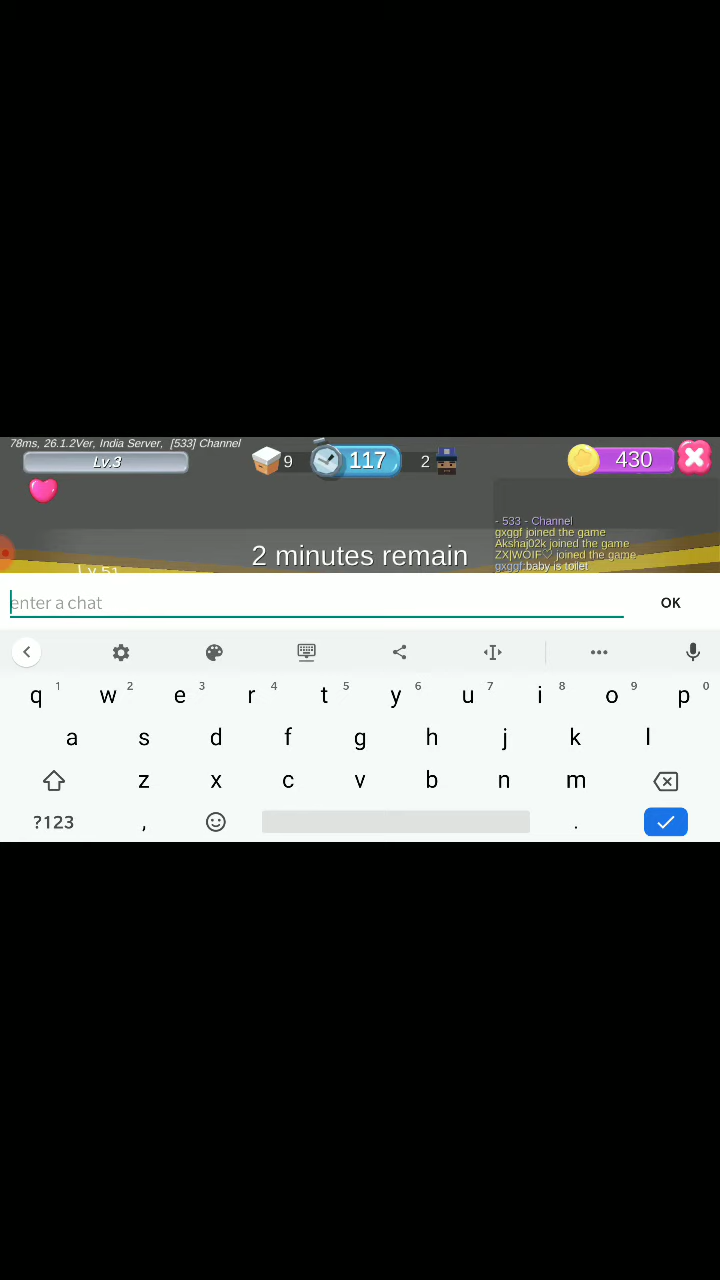 78ms, 26.1.2Ver, India Server, [533] Channel
Lv.3
9
117
2
430
- 533 - Channel
gxggf joined the game
Akshaj02k joined the game
ZX|WOIF♡ joined the game
gxggf:baby is toilet
2 minutes remain
Lv.51
enter a chat
OK
q 1 w 2 e 3 r 4 t 5 y 6 u 7 i 8 o 9 p 0
a s d f g h j k l
z x c v b n m
?123 , .